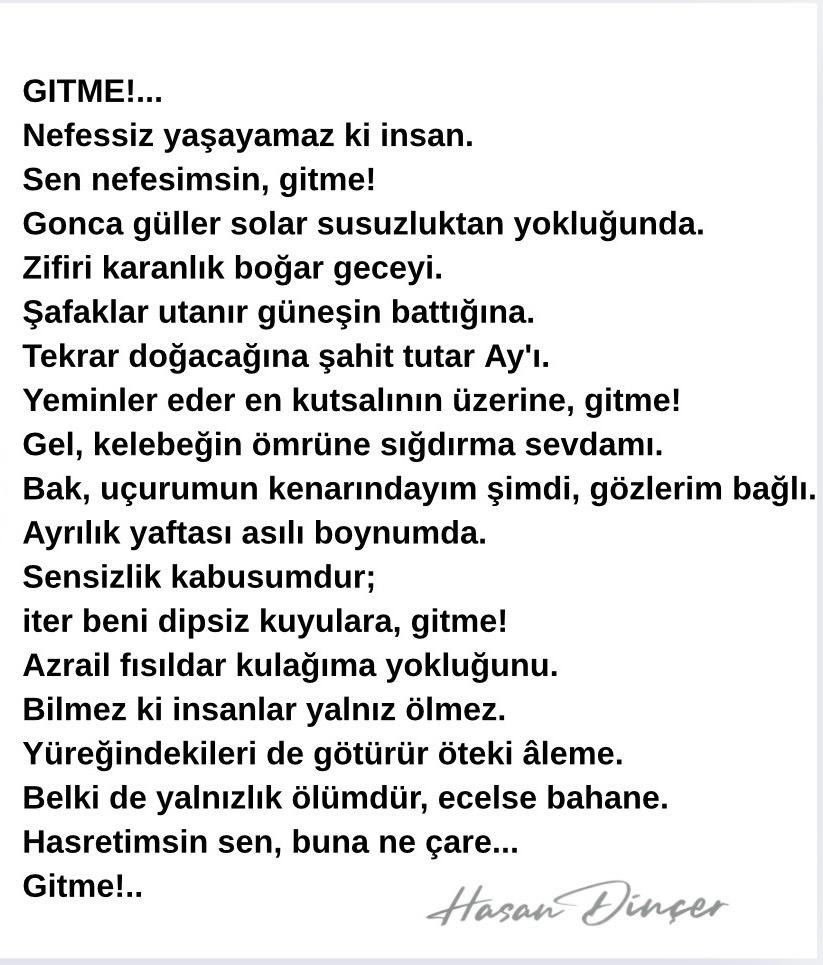 GITME!...
Nefessiz yaşayamaz ki insan.
Sen nefesimsin, gitme!
Gonca güller solar susuzluktan yokluğunda.
Zifiri karanlık boğar geceyi.
Şafaklar utanır güneşin battığına.
Tekrar doğacağına şahit tutar Ay'ı.
Yeminler eder en kutsalının üzerine, gitme!
Gel, kelebeğin ömrüne sığdırma sevdamı.
Bak, uçurumun kenarındayım şimdi, gözlerim bağlı.
Ayrılık yaftası asılı boynumda.
Sensizlik kabusumdur;
iter beni dipsiz kuyulara, gitme!
Azrail fısıldar kulağıma yokluğunu.
Bilmez ki insanlar yalnız ölmez.
Yüreğindekileri de götürür öteki âleme.
Belki de yalnızlık ölümdür, ecelse bahane.
Hasretimsin sen, buna ne çare...
Gitme!..
Hasan Dinçer